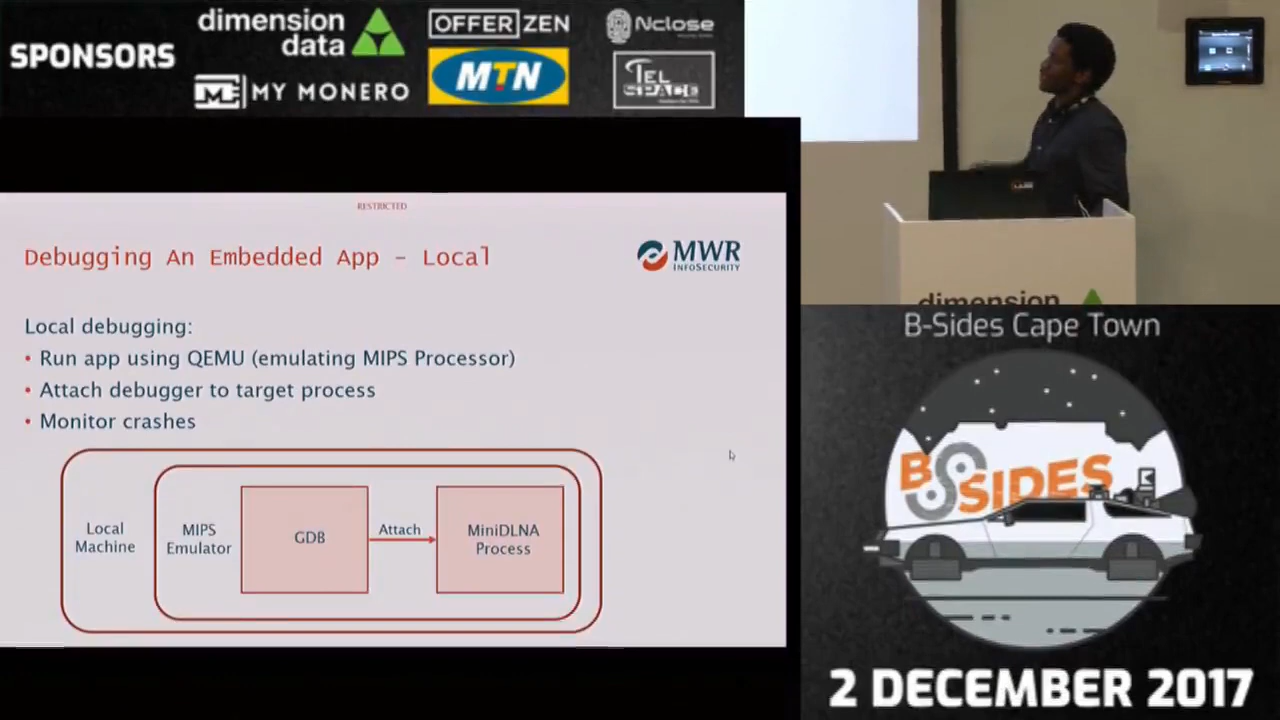 SPONSORS
dimension
data
MY MONERO
OFFERZEN
MTN
Nclose
TEL
SPACE
RESTRICTED
Debugging An Embedded App - Local
MWR
INFOSECURITY
Local debugging:
• Run app using QEMU (emulating MIPS Processor)
• Attach debugger to target process
• Monitor crashes
Local
Machine
MIPS
Emulator
GDB
Attach
MiniDLNA
Process
dimension
B-Sides Cape Town
BSIDES
2 DECEMBER 2017